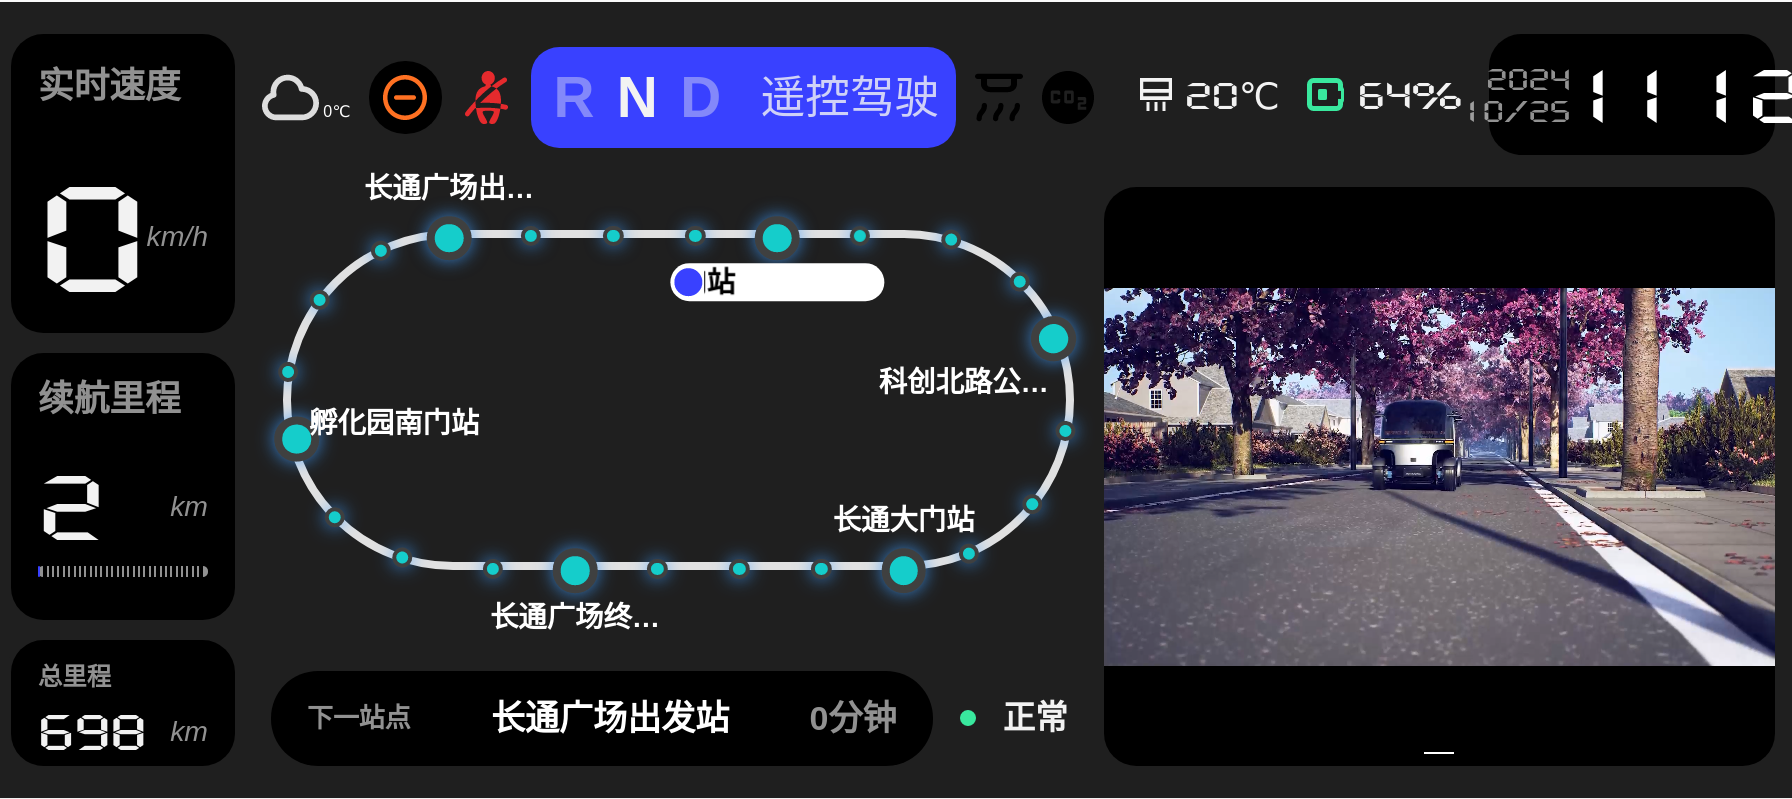 实时速度
0 km/h
续航里程
2 km
总里程
698 km
0℃
R N D 遥控驾驶
CO2
20℃
64%
2024
10/25
11 12
长通广场出...
站
科创北路公...
孵化园南门站
长通大门站
长通广场终...
下一站点 长通广场出发站 0分钟
正常